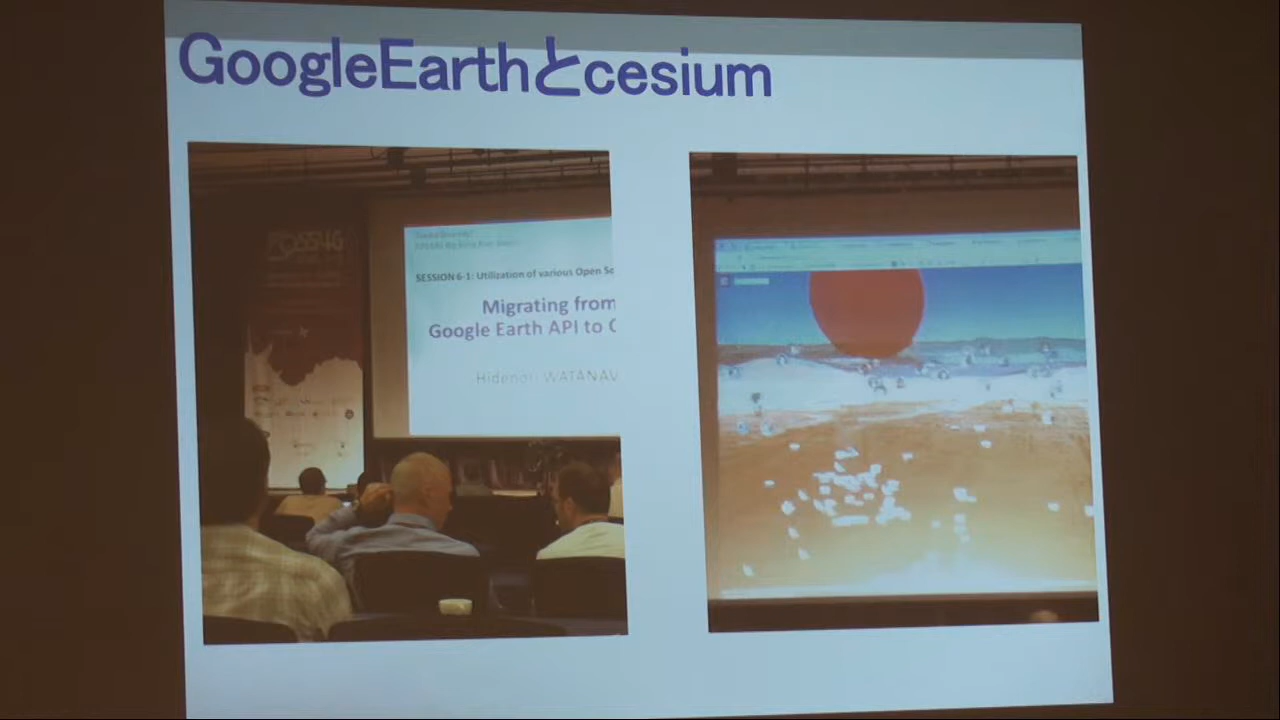 GoogleEarthとcesium
FOSS4G
SESSION 6-1: Utilization of various Open So
Migrating from
Google Earth API to C
Hidenori WATANAV